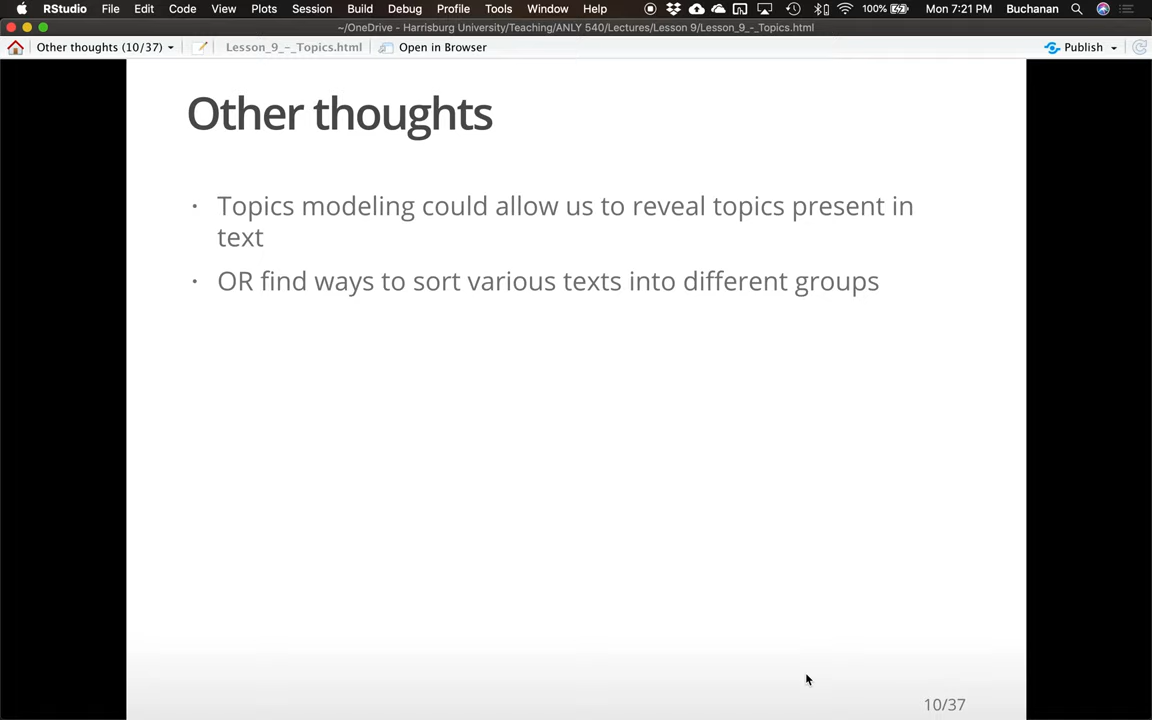 RStudio File Edit Code View Plots Session Build Debug Profile Tools Window Help 100% Mon 7:21 PM Buchanan
~/OneDrive - Harrisburg University/Teaching/ANLY 540/Lectures/Lesson 9/Lesson_9_-_Topics.html
Other thoughts (10/37) Lesson_9_-_Topics.html Open in Browser Publish
Other thoughts
• Topics modeling could allow us to reveal topics present in
text
• OR find ways to sort various texts into different groups
10/37